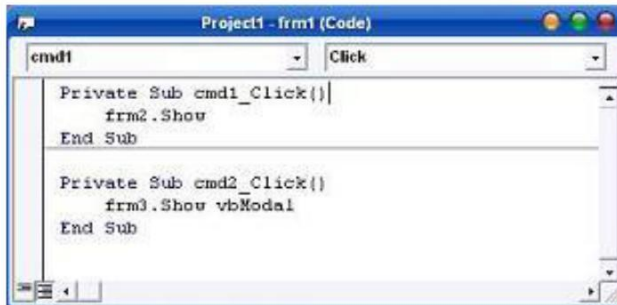 Project1 - frm1 (Code)
cmd1 Click
Private Sub cmd1_Click()
frm2.Show
End Sub
Private Sub cmd2_Click()
frm3.Show vbModal
End Sub